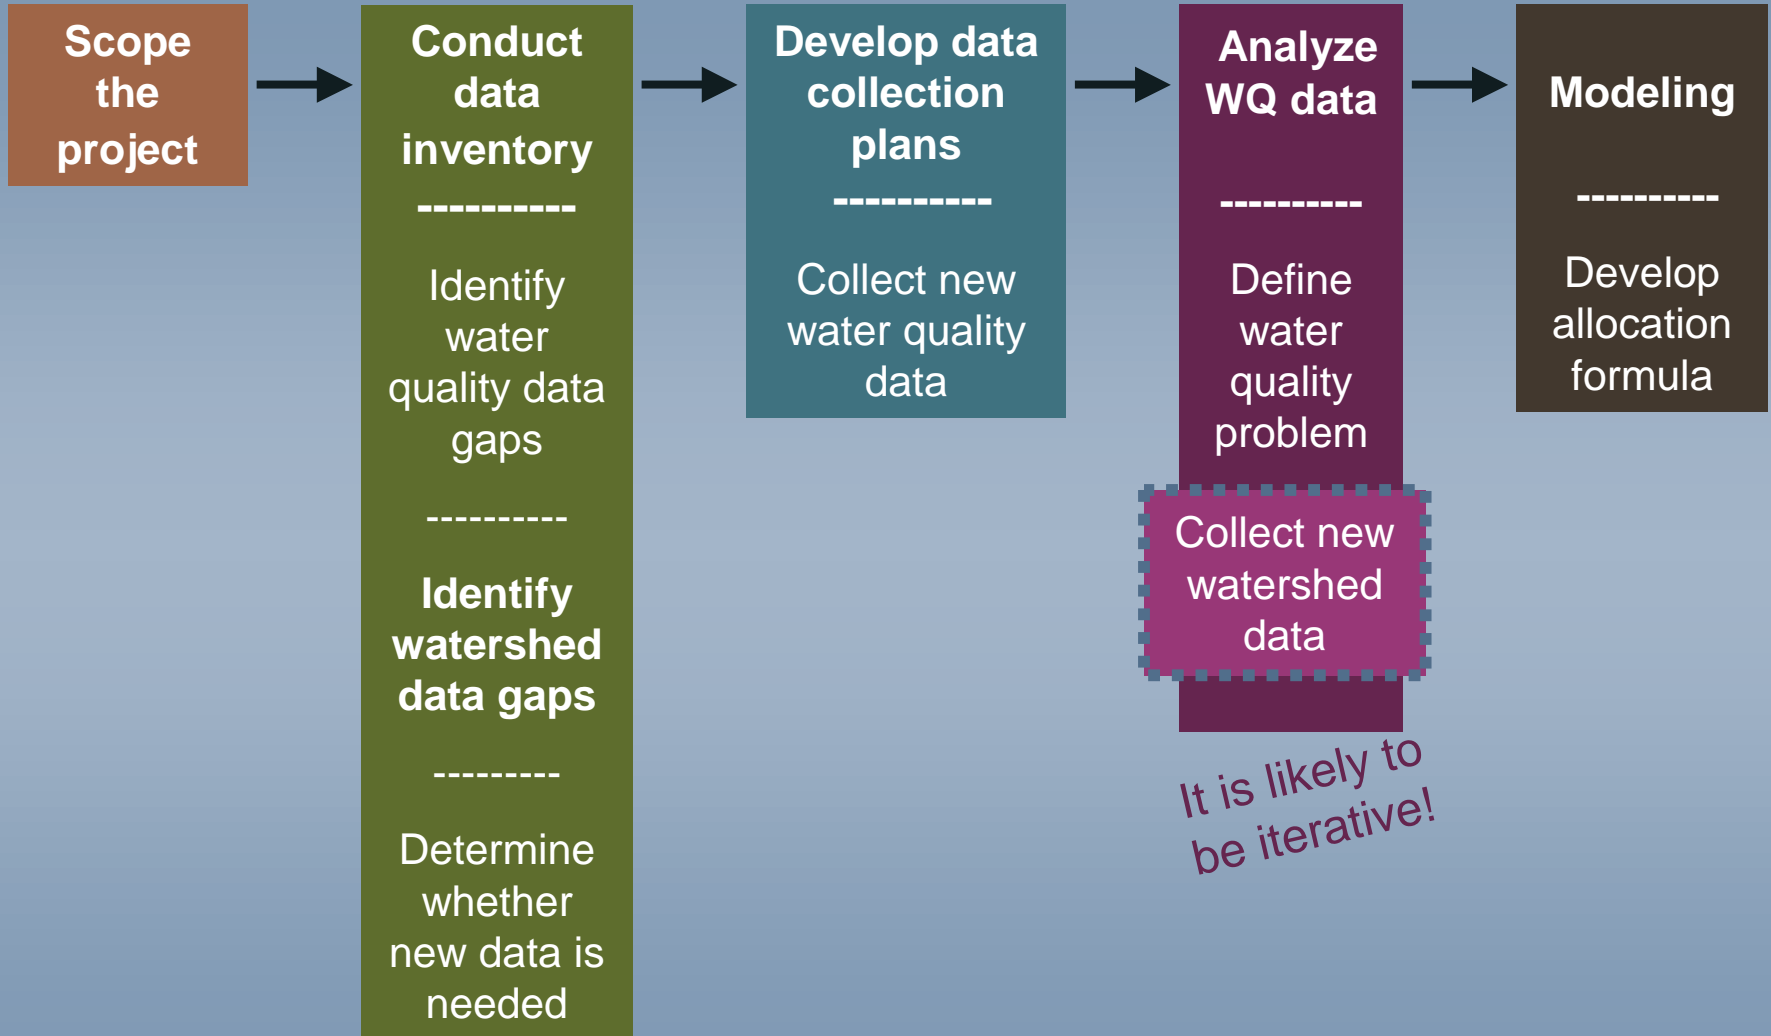 Scope
the
project
Conduct
data
inventory
----------
Identify
water
quality data
gaps
----------
Identify
watershed
data gaps
---------
Determine
whether
new data is
needed
Develop data
collection
plans
----------
Collect new
water quality
data
Analyze
WQ data
----------
Define
water
quality
problem
Collect new
watershed
data
It is likely to
be iterative!
Modeling
----------
Develop
allocation
formula